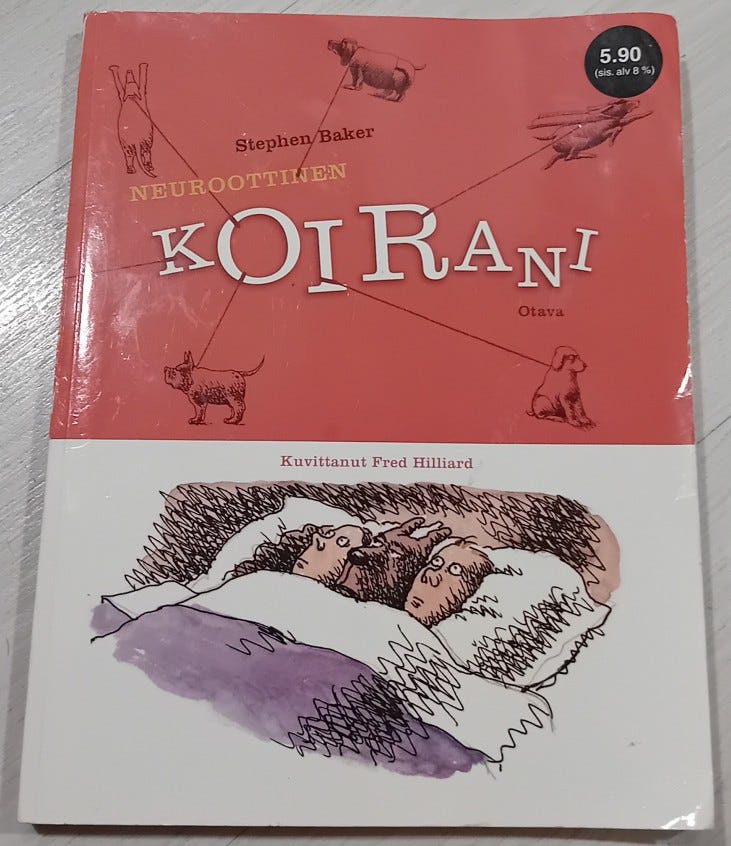 5.90
(sis. alv 8 %)
Stephen Baker
NEUROOTTINEN
KOIRANI
Otava
Kuvittanut Fred Hilliard